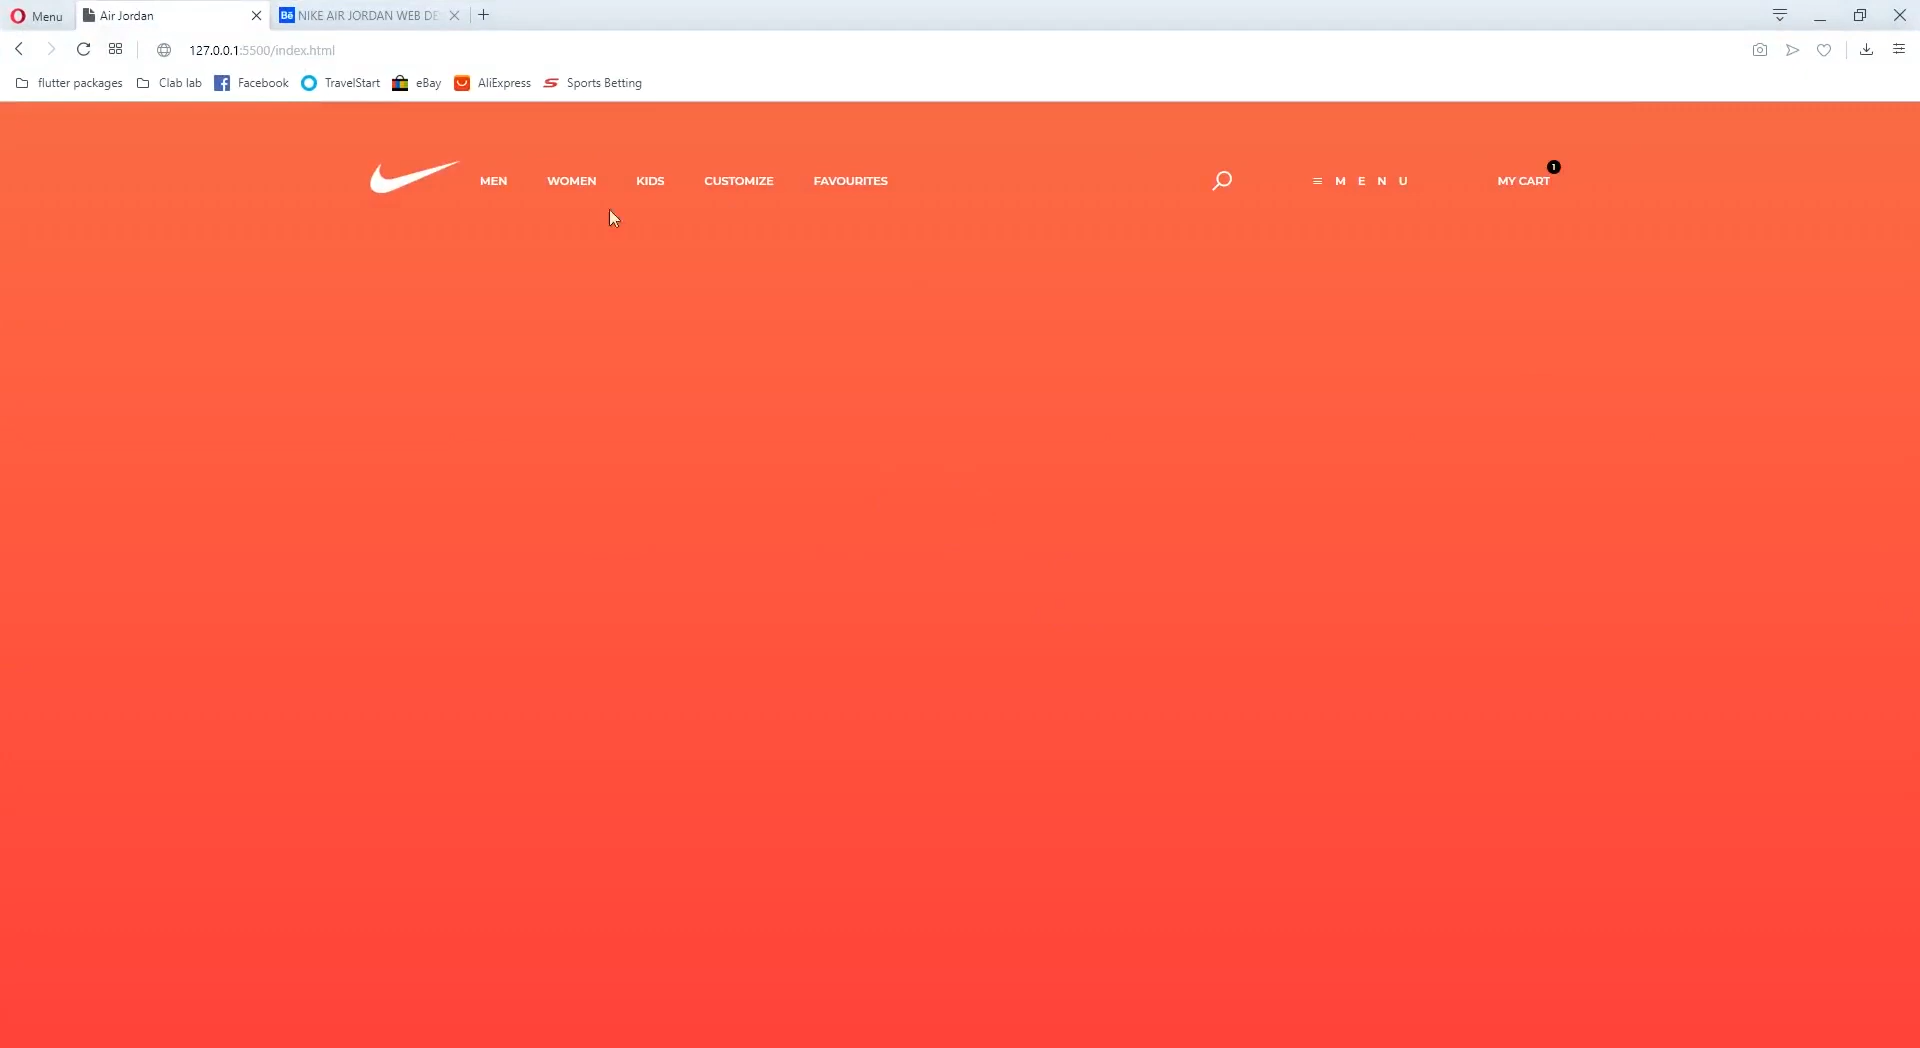 Menu
Air Jordan
Bē NIKE AIR JORDAN WEB DE
127.0.0.1:5500/index.html
flutter packages Clab lab Facebook TravelStart eBay AliExpress Sports Betting
MEN WOMEN KIDS CUSTOMIZE FAVOURITES M E N U MY CART 1